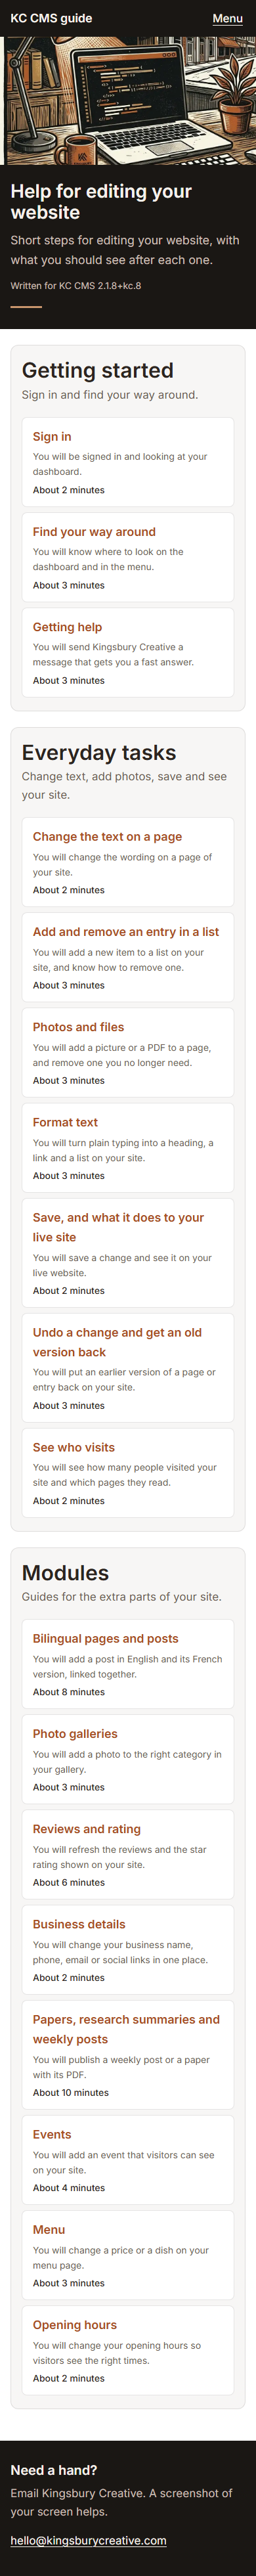 KC CMS guide
Menu
Help for editing your
website
Short steps for editing your website, with
what you should see after each one.
Written for KC CMS 2.1.8+kc.8
Getting started
Sign in and find your way around.
Sign in
You will be signed in and looking at your
dashboard.
About 2 minutes
Find your way around
You will know where to look on the
dashboard and in the menu.
About 3 minutes
Getting help
You will send Kingsbury Creative a
message that gets you a fast answer.
About 3 minutes
Everyday tasks
Change text, add photos, save and see
your site.
Change the text on a page
You will change the wording on a page of
your site.
About 2 minutes
Add and remove an entry in a list
You will add a new item to a list on your
site, and know how to remove one.
About 3 minutes
Photos and files
You will add a picture or a PDF to a page,
and remove one you no longer need.
About 3 minutes
Format text
You will turn plain typing into a heading, a
link and a list on your site.
About 3 minutes
Save, and what it does to your
live site
You will save a change and see it on your
live website.
About 2 minutes
Undo a change and get an old
version back
You will put an earlier version of a page or
entry back on your site.
About 3 minutes
See who visits
You will see how many people visited your
site and which pages they read.
About 2 minutes
Modules
Guides for the extra parts of your site.
Bilingual pages and posts
You will add a post in English and its French
version, linked together.
About 8 minutes
Photo galleries
You will add a photo to the right category in
your gallery.
About 3 minutes
Reviews and rating
You will refresh the reviews and the star
rating shown on your site.
About 6 minutes
Business details
You will change your business name,
phone, email or social links in one place.
About 2 minutes
Papers, research summaries and
weekly posts
You will publish a weekly post or a paper
with its PDF.
About 10 minutes
Events
You will add an event that visitors can see
on your site.
About 4 minutes
Menu
You will change a price or a dish on your
menu page.
About 3 minutes
Opening hours
You will change your opening hours so
visitors see the right times.
About 2 minutes
Need a hand?
Email Kingsbury Creative. A screenshot of
your screen helps.
hello@kingsburycreative.com